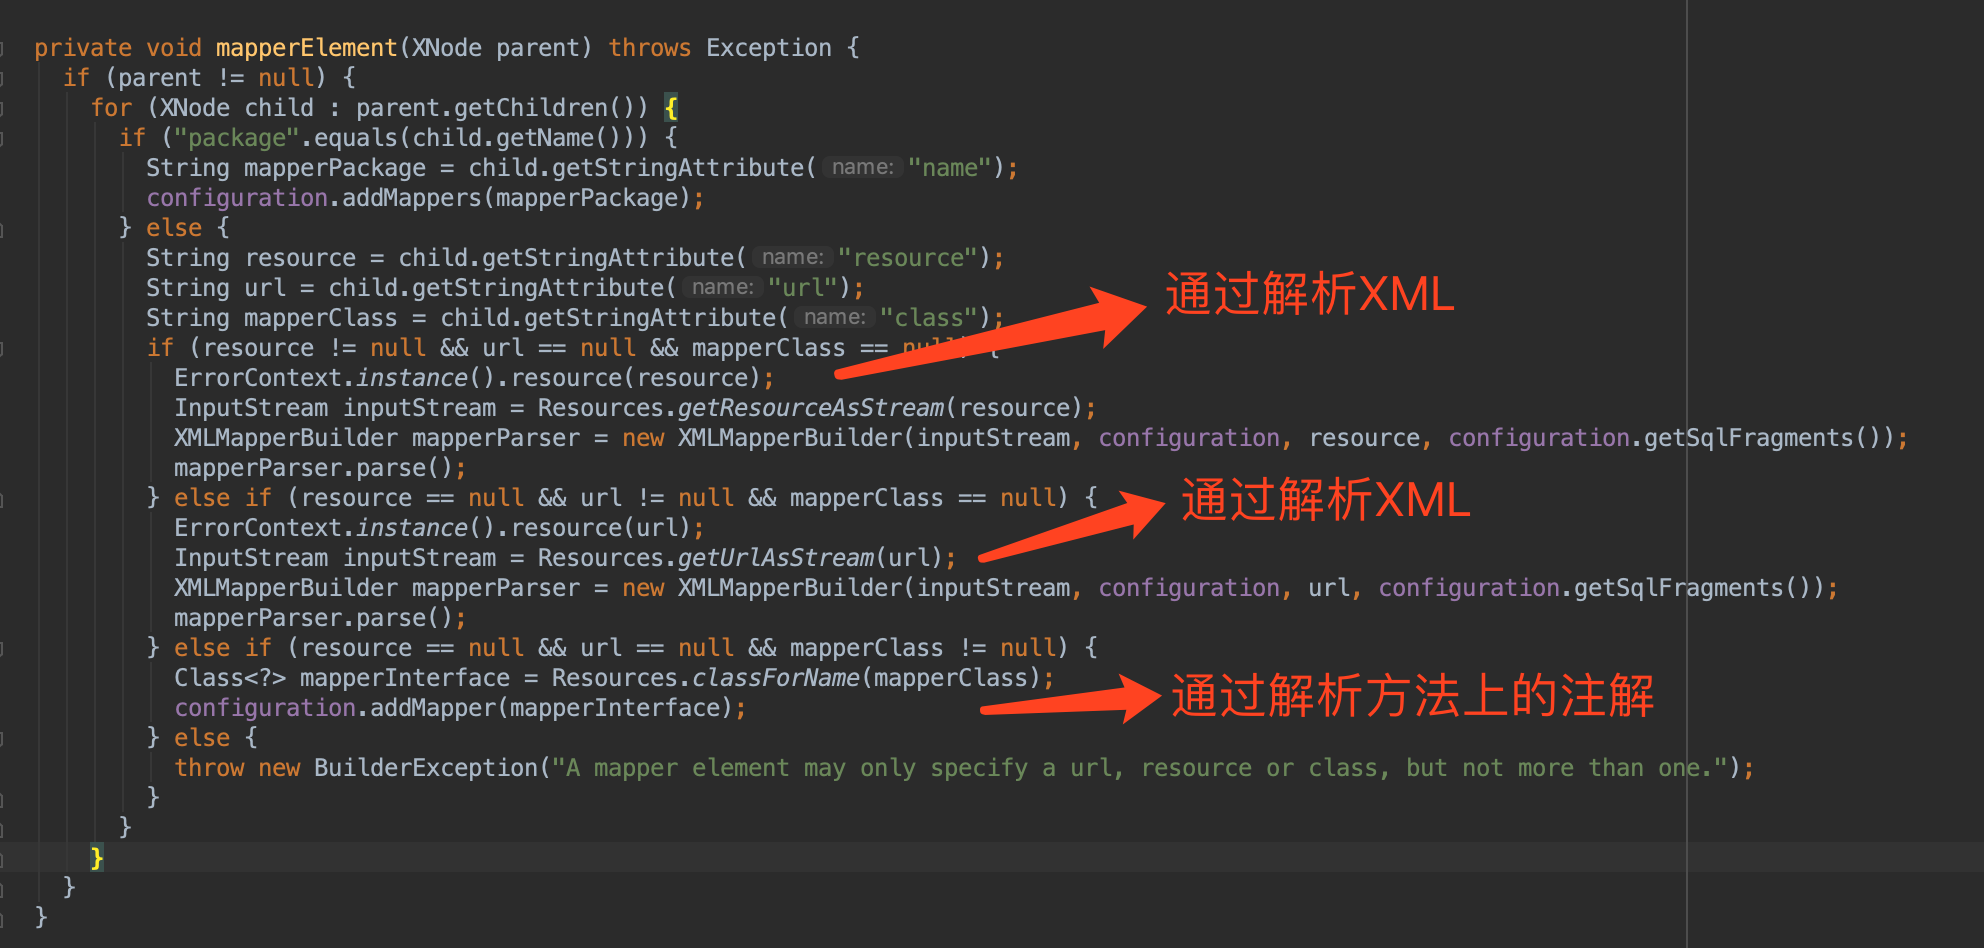 private void mapperElement(XNode parent) throws Exception {
if (parent != null) {
for (XNode child : parent.getChildren()) {
if ("package".equals(child.getName())) {
String mapperPackage = child.getStringAttribute( name: "name");
configuration.addMappers(mapperPackage);
} else {
String resource = child.getStringAttribute( name: "resource");
String url = child.getStringAttribute( name: "url");
通过解析XML
String mapperClass = child.getStringAttribute( name: "class");
if (resource != null && url == null && mapperClass == null) {
ErrorContext.instance().resource(resource);
InputStream inputStream = Resources.getResourceAsStream(resource);
XMLMapperBuilder mapperParser = new XMLMapperBuilder(inputStream, configuration, resource, configuration.getSqlFragments());
mapperParser.parse();
} else if (resource == null && url != null && mapperClass == null) {
通过解析XML
ErrorContext.instance().resource(url);
InputStream inputStream = Resources.getUrlAsStream(url);
XMLMapperBuilder mapperParser = new XMLMapperBuilder(inputStream, configuration, url, configuration.getSqlFragments());
mapperParser.parse();
} else if (resource == null && url == null && mapperClass != null) {
Class<?> mapperInterface = Resources.classForName(mapperClass);
通过解析方法上的注解
configuration.addMapper(mapperInterface);
} else {
throw new BuilderException("A mapper element may only specify a url, resource or class, but not more than one.");
}
}
}
}
}